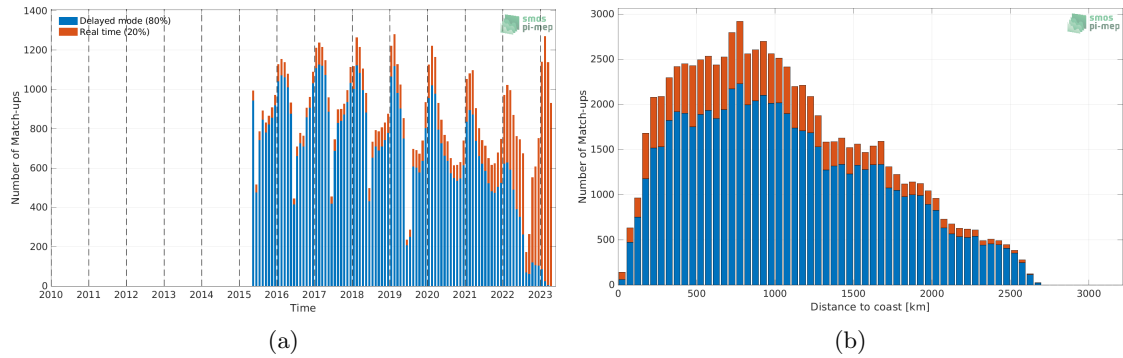 Delayed mode (80%)
Real time (20%)
smos
pi-mep
Number of Match-ups
1400
1200
1000
800
600
400
200
0
2010 2011 2012 2013 2014 2015 2016 2017 2018 2019 2020 2021 2022 2023
Time
(a)
smos
pi-mep
Number of Match-ups
3000
2500
2000
1500
1000
500
0
0 500 1000 1500 2000 2500 3000
Distance to coast [km]
(b)